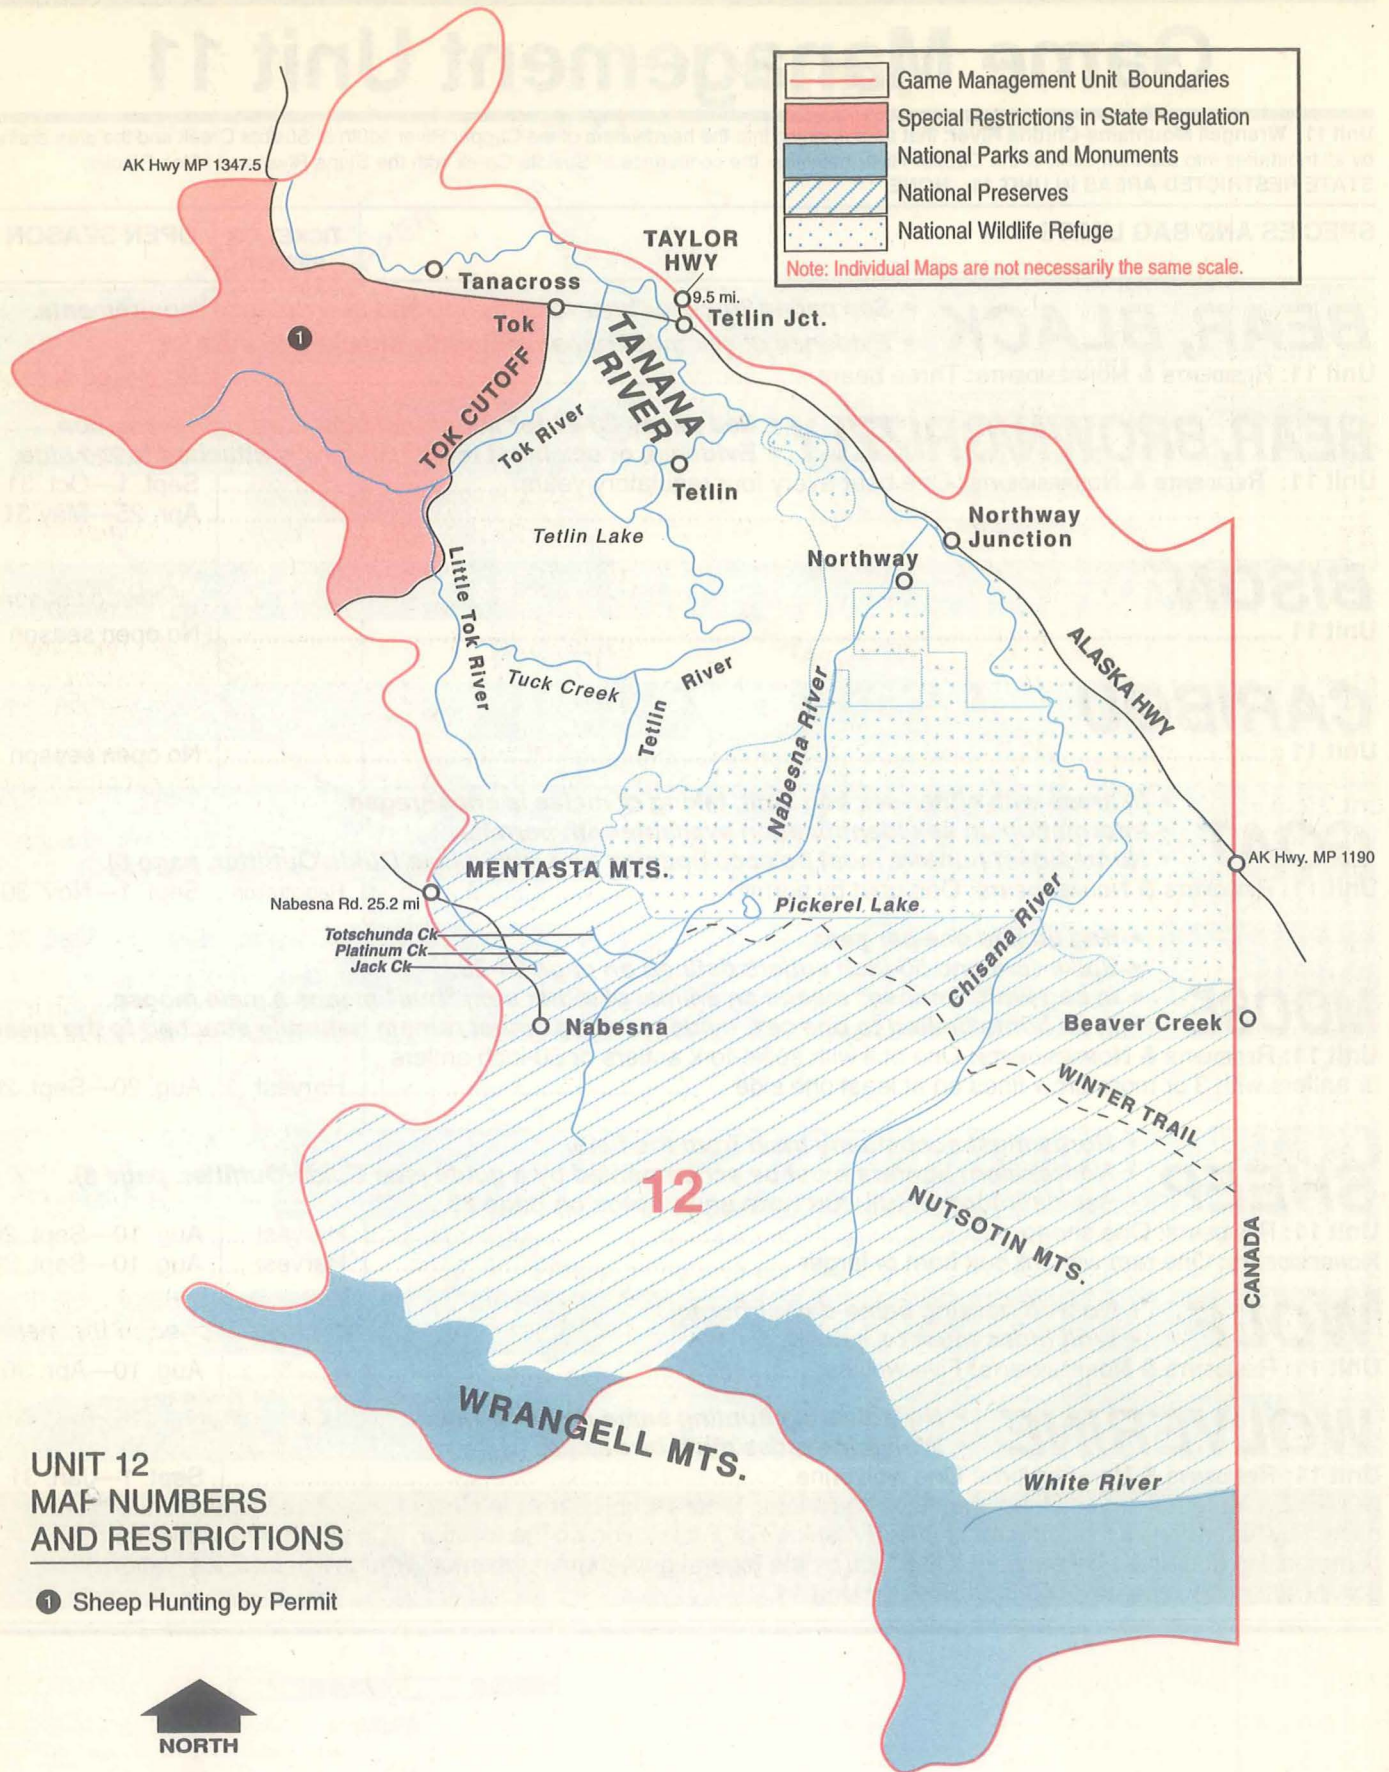 Game Management Unit Boundaries
Special Restrictions in State Regulation
National Parks and Monuments
National Preserves
National Wildlife Refuge
Note: Individual Maps are not necessarily the same scale.
AK Hwy MP 1347.5
TAYLOR
HWY
9.5 mi.
Tanacross
Tetlin Jct.
Tok
1
TANANA
RIVER
TOK CUTOFF
Tok River
Tetlin
Tetlin Lake
Northway
Junction
Northway
Little Tok River
ALASKA HWY
Tuck Creek
Tetlin River
Nabesna River
AK Hwy. MP 1190
MENTASTA MTS.
Nabesna Rd. 25.2 mi
Pickerel Lake
Chisana River
Totschunda Ck
Platinum Ck
Jack Ck
Nabesna
Beaver Creek
WINTER TRAIL
12
NUTSOTIN MTS.
CANADA
WRANGELL MTS.
White River
UNIT 12
MAP NUMBERS
AND RESTRICTIONS
1 Sheep Hunting by Permit
NORTH